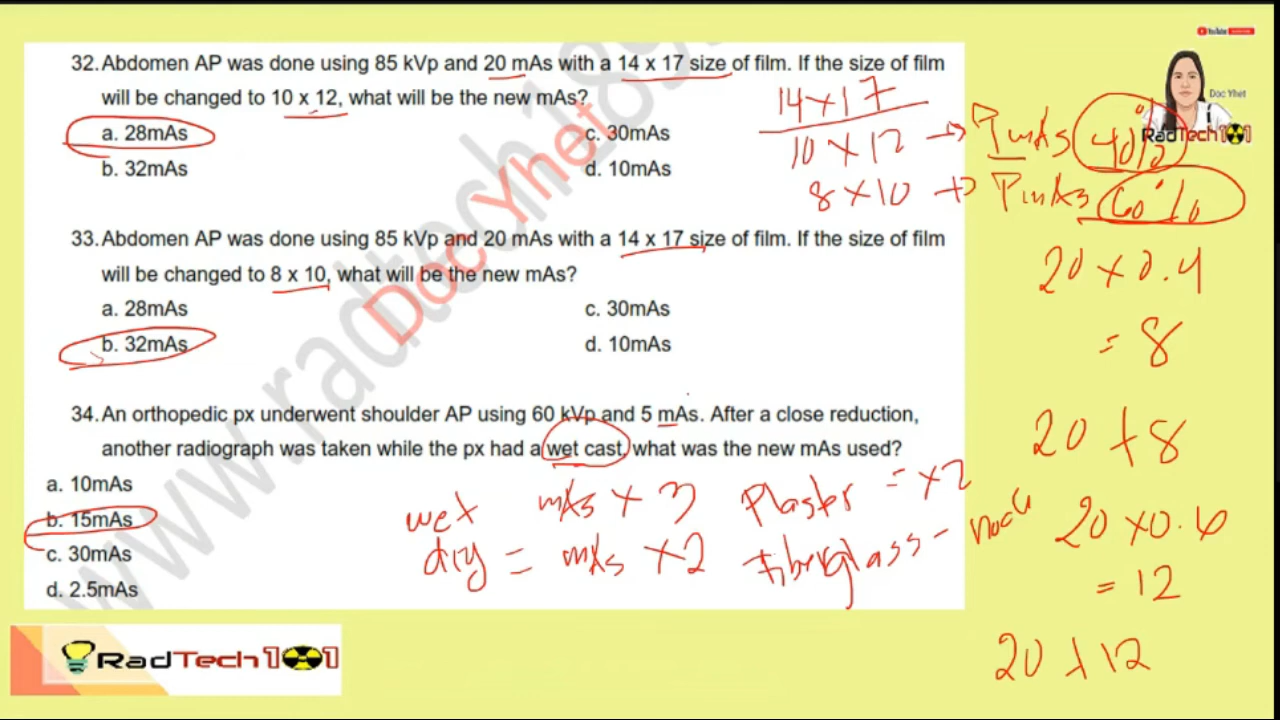 YouTube
32. Abdomen AP was done using 85 kVp and 20 mAs with a 14 x 17 size of film. If the size of film
will be changed to 10 x 12, what will be the new mAs?
a. 28mAs
c. 30mAs
b. 32mAs
d. 10mAs
14 x 17
10 x 12 → ↑ mAs 40%
8 x 10 → ↑ mAs 60%
Doc Yhet
RadTech101
33. Abdomen AP was done using 85 kVp and 20 mAs with a 14 x 17 size of film. If the size of film
will be changed to 8 x 10, what will be the new mAs?
a. 28mAs
c. 30mAs
b. 32mAs
d. 10mAs
20 x 0.4
= 8
20 + 8
20 x 0.6
= 12
20 + 12
34. An orthopedic px underwent shoulder AP using 60 kVp and 5 mAs. After a close reduction,
another radiograph was taken while the px had a wet cast, what was the new mAs used?
a. 10mAs
b. 15mAs
c. 30mAs
d. 2.5mAs
wet mAs x 3 Plaster = x2
dry = mAs x 2 Fiberglass -
www.radtech189
Doc Yhet
RadTech101